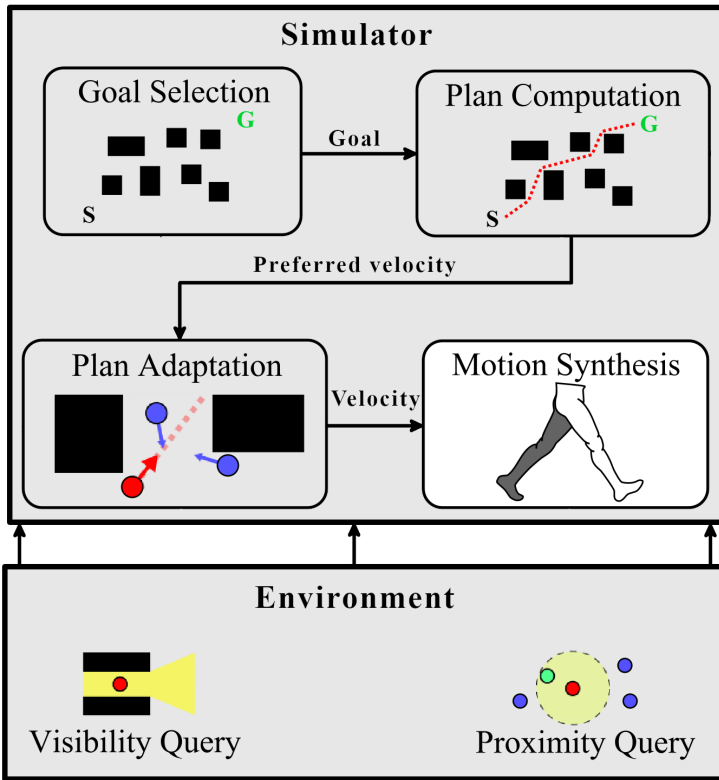 Simulator
Goal Selection
G
S
Goal
Plan Computation
G
S
Preferred velocity
Plan Adaptation
Velocity
Motion Synthesis
Environment
Visibility Query
Proximity Query